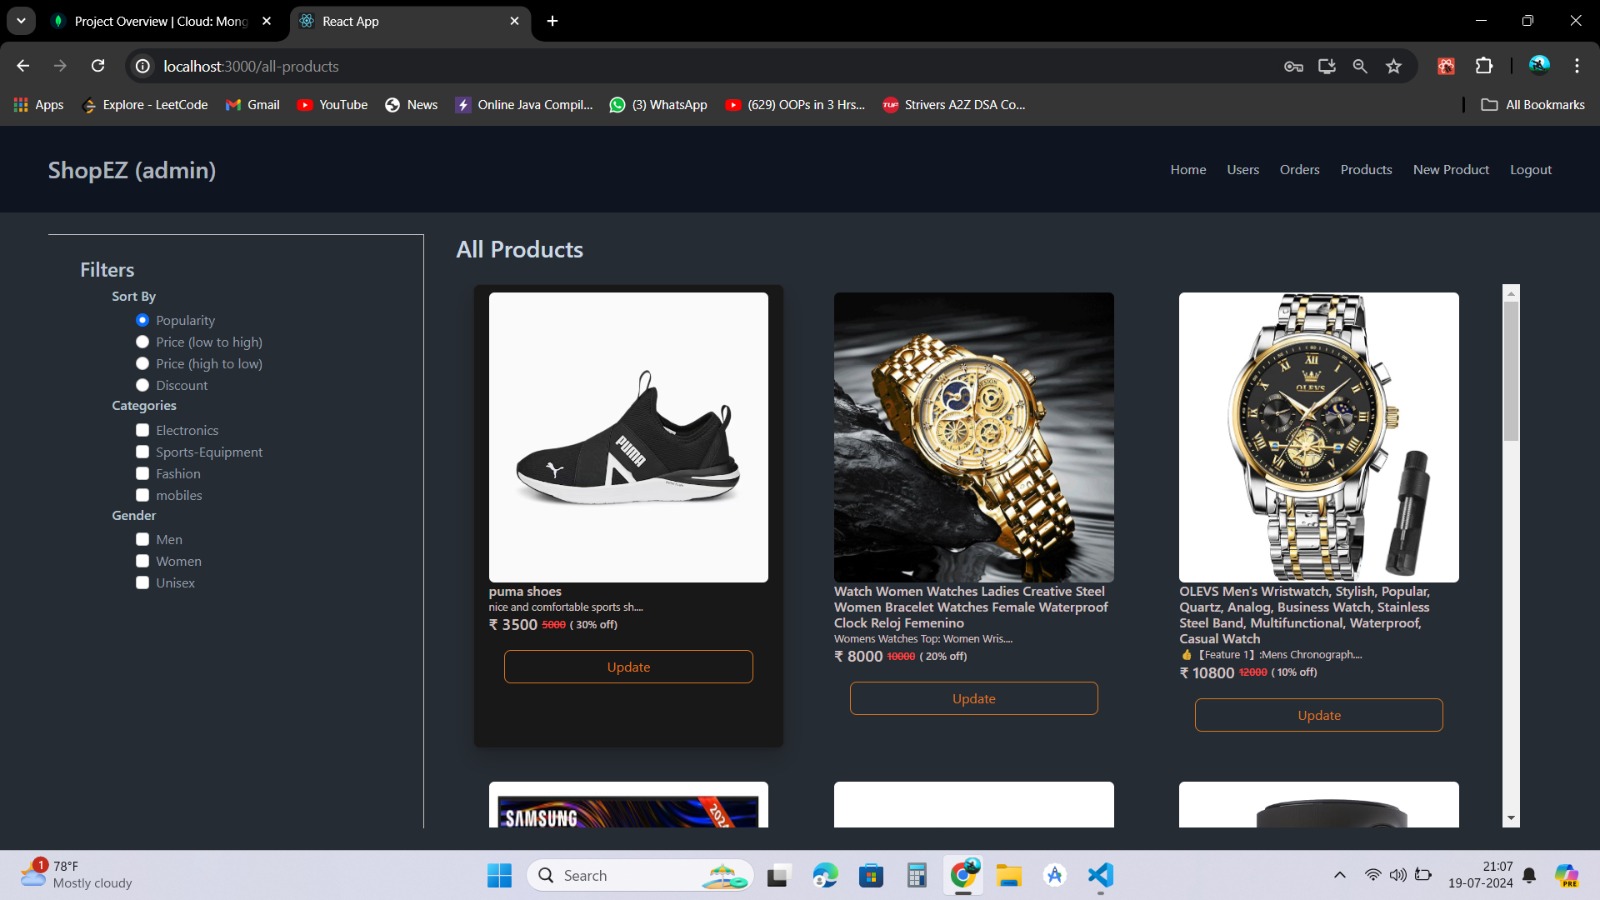 Project Overview | Cloud: Mong
React App
localhost:3000/all-products
Apps
Explore - LeetCode
Gmail
YouTube
News
Online Java Compil...
(3) WhatsApp
(629) OOPs in 3 Hrs...
TUF
Strivers A2Z DSA Co...
All Bookmarks
ShopEZ (admin)
Home
Users
Orders
Products
New Product
Logout
Filters
Sort By
Popularity
Price (low to high)
Price (high to low)
Discount
Categories
Electronics
Sports-Equipment
Fashion
mobiles
Gender
Men
Women
Unisex
All Products
PUMA
puma shoes
nice and comfortable sports sh....
₹ 3500 5000 ( 30% off)
Update
Watch Women Watches Ladies Creative Steel
Women Bracelet Watches Female Waterproof
Clock Reloj Femenino
Womens Watches Top: Women Wris....
₹ 8000 10000 ( 20% off)
Update
OLEVS
OLEVS Men's Wristwatch, Stylish, Popular,
Quartz, Analog, Business Watch, Stainless
Steel Band, Multifunctional, Waterproof,
Casual Watch
👍【Feature 1】:Mens Chronograph....
₹ 10800 12000 ( 10% off)
Update
SAMSUNG
2024
1
78°F
Mostly cloudy
Search
21:07
19-07-2024
PRE